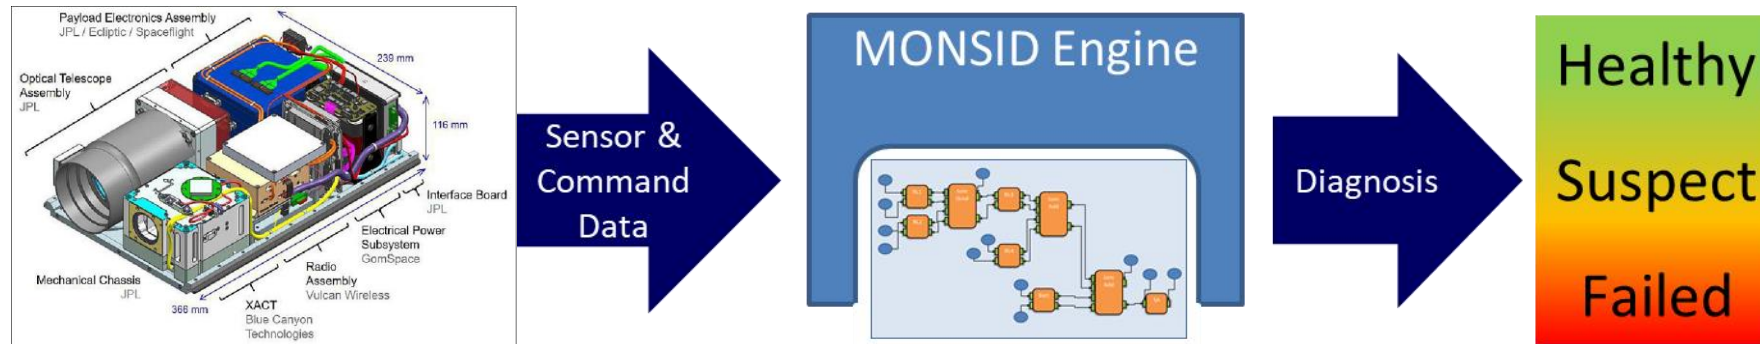 Payload Electronics Assembly
JPL / Ecliptic / Spaceflight
Optical Telescope
Assembly
JPL
239 mm
116 mm
Interface Board
JPL
Electrical Power
Subsystem
GomSpace
Radio
Assembly
Vulcan Wireless
XACT
Blue Canyon
Technologies
Mechanical Chassis
JPL
366 mm
Sensor &
Command
Data
MONSID Engine
Diagnosis
Healthy
Suspect
Failed